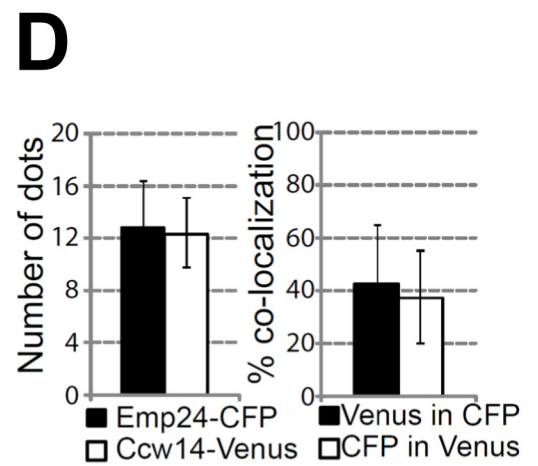 D
Number of dots
20
16
12
8
4
0
Emp24-CFP
Ccw14-Venus
% co-localization
100
80
60
40
20
0
Venus in CFP
CFP in Venus